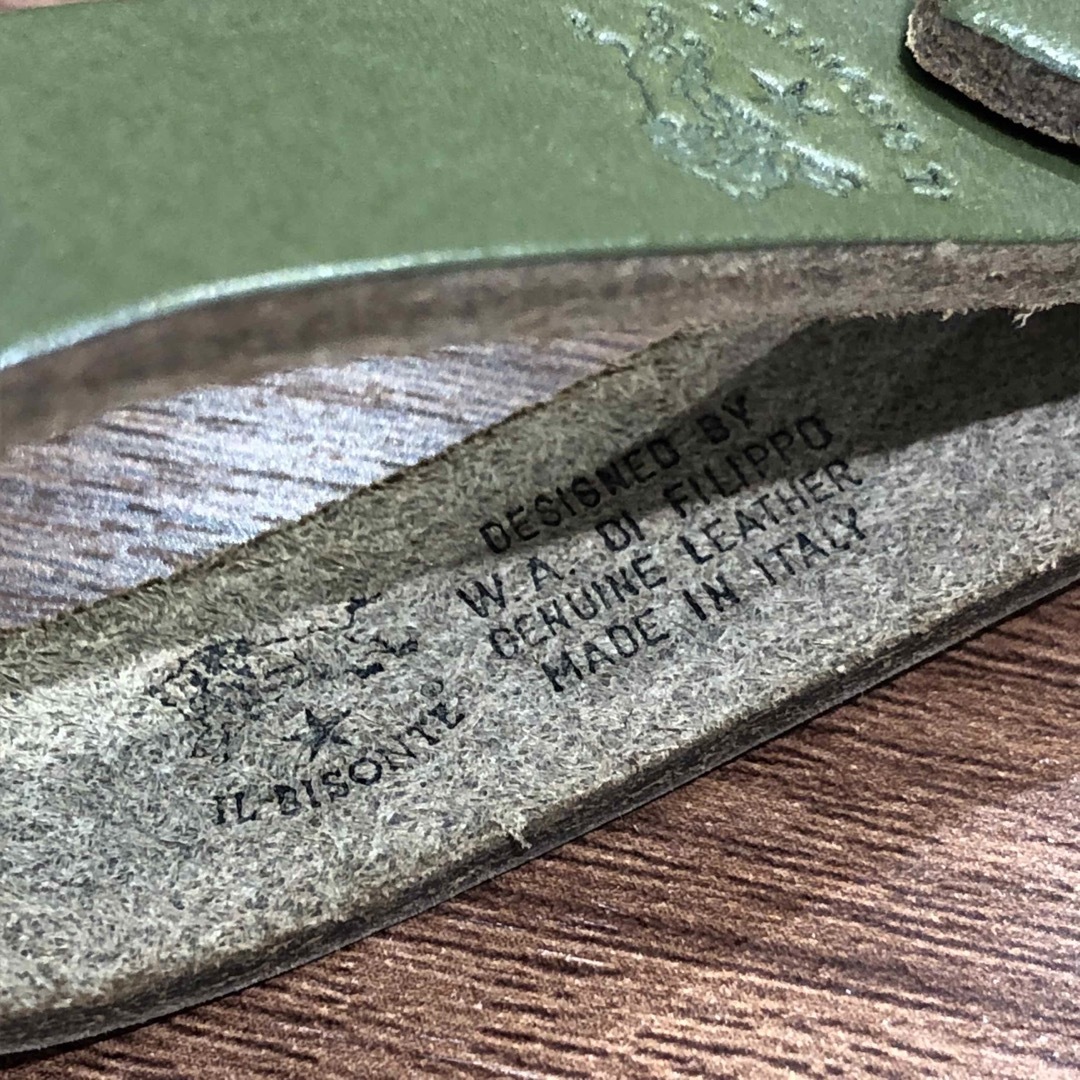 DESIGNED BY
W.A. DI FILIPPO
GENUINE LEATHER
MADE IN ITALY
IL BISONTE